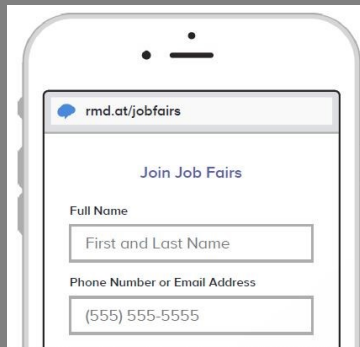 rmd.at/jobfairs
Join Job Fairs
Full Name
First and Last Name
Phone Number or Email Address
(555) 555-5555